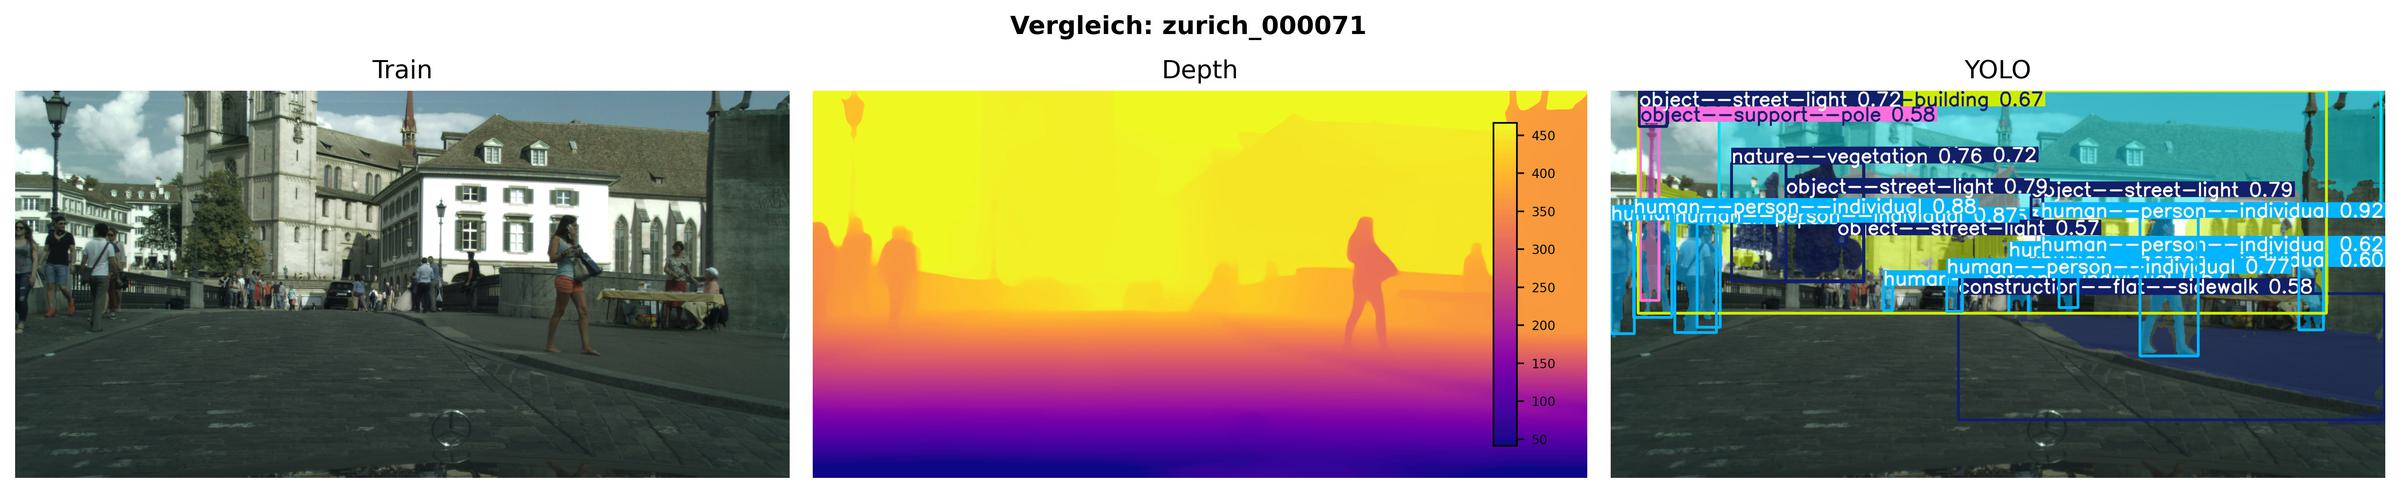 Vergleich: zurich_000071
Train
Depth
YOLO
450
400
350
300
250
200
150
100
50
object--street-light 0.72
-building 0.67
object--support--pole 0.58
nature--vegetation 0.76 0.72
object--street-light 0.79
object--street-light 0.79
human--person--individual 0.88
human--person--individual 0.92
human--person--individual 0.87
object--street-light 0.57
human--person--individual 0.62
0.60
human--person--individual 0.77
human
construction--flat--sidewalk 0.58